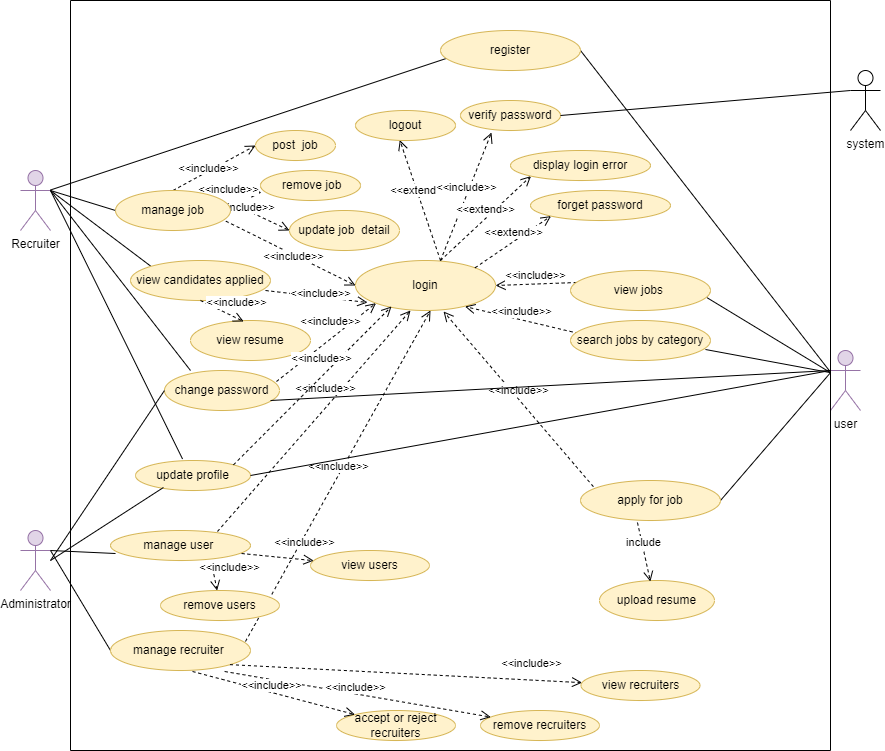 register
verify password
logout
system
post  job
<<include>>
display login error
<<extend
<<include>>
remove job
<<include>>
include>>
manage job
<<extend>>
forget password
Recruiter
update job  detail
<<extend>>
<<include>>
view candidates applied
<<include>>
login
<<include>>
view jobs
<<include>>
<<include>>
<<include>>
view resume
search jobs by category
<<include>>
change password
<<include>>
<<include>>
user
<<include>>
update profile
apply for job
manage user
<<include>>
include
view users
<<include>>
Administrator
remove users
upload resume
manage recruiter
<<include>>
<<include>>
<<include>>
view recruiters
accept or reject
recruiters
remove recruiters